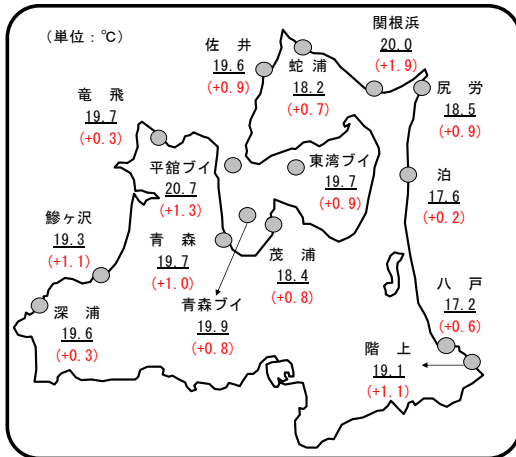 (単位:℃)
関根浜
20.0
(+1.9)
佐井
19.6
(+0.9)
蛇浦
18.2
(+0.7)
尻労
18.5
(+0.9)
竜飛
19.7
(+0.3)
平舘ブイ
20.7
(+1.3)
東湾ブイ
19.7
(+0.9)
泊
17.6
(+0.2)
鰺ヶ沢
19.3
(+1.1)
青森
19.7
(+1.0)
茂浦
18.4
(+0.8)
青森ブイ
19.9
(+0.8)
八戸
17.2
(+0.6)
深浦
19.6
(+0.3)
階上
19.1
(+1.1)